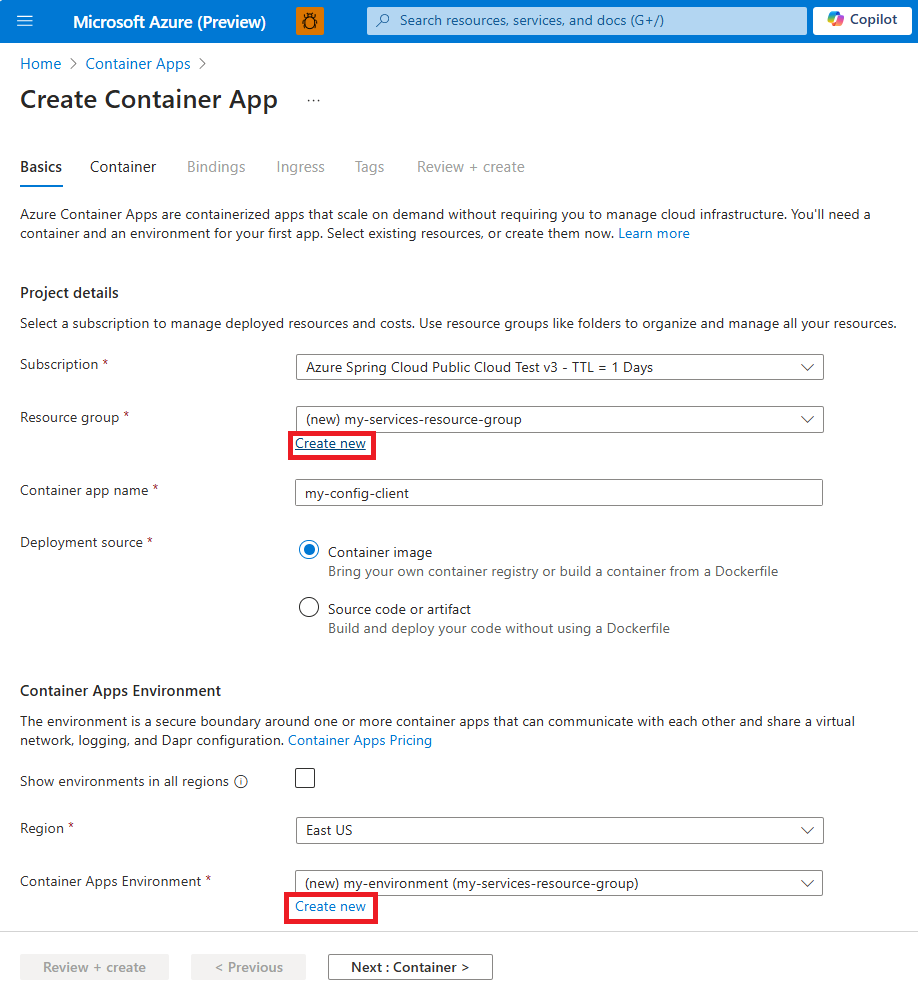 Microsoft Azure (Preview)
Search resources, services, and docs (G+/)
Copilot
Home > Container Apps >
Create Container App ...
Basics Container Bindings Ingress Tags Review + create
Azure Container Apps are containerized apps that scale on demand without requiring you to manage cloud infrastructure. You'll need a
container and an environment for your first app. Select existing resources, or create them now. Learn more
Project details
Select a subscription to manage deployed resources and costs. Use resource groups like folders to organize and manage all your resources.
Subscription *
Azure Spring Cloud Public Cloud Test v3 - TTL = 1 Days
Resource group *
(new) my-services-resource-group
Create new
Container app name *
my-config-client
Deployment source *
Container image
Bring your own container registry or build a container from a Dockerfile
Source code or artifact
Build and deploy your code without using a Dockerfile
Container Apps Environment
The environment is a secure boundary around one or more container apps that can communicate with each other and share a virtual
network, logging, and Dapr configuration. Container Apps Pricing
Show environments in all regions
Region *
East US
Container Apps Environment *
(new) my-environment (my-services-resource-group)
Create new
Review + create
< Previous
Next : Container >